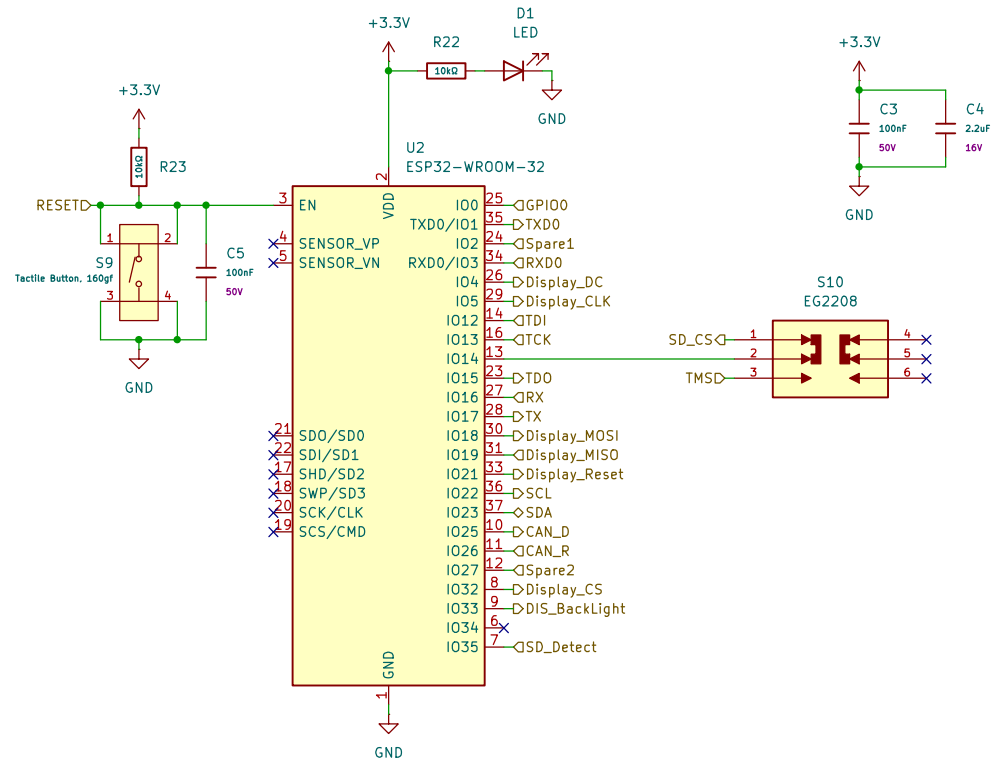 +3.3V
R22
10kΩ
D1
LED
GND
+3.3V
C3
100nF
50V
C4
2.2uF
16V
GND
+3.3V
10kΩ
R23
RESET
1
2
S9
Tactile Button, 160gf
3
4
GND
C5
100nF
50V
U2
ESP32-WROOM-32
2
VDD
3 EN
4 SENSOR_VP
5 SENSOR_VN
21 SDO/SD0
22 SDI/SD1
17 SHD/SD2
18 SWP/SD3
20 SCK/CLK
19 SCS/CMD
IO0 25 GPIO0
TXD0/IO1 35 TXD0
IO2 24 Spare1
RXD0/IO3 34 RXD0
IO4 26 Display_DC
IO5 29 Display_CLK
IO12 14 TDI
IO13 16 TCK
IO14 13
IO15 23 TDO
IO16 27 RX
IO17 28 TX
IO18 30 Display_MOSI
IO19 31 Display_MISO
IO21 33 Display_Reset
IO22 36 SCL
IO23 37 SDA
IO25 10 CAN_D
IO26 11 CAN_R
IO27 12 Spare2
IO32 8 Display_CS
IO33 9 DIS_BackLight
IO34 6
IO35 7 SD_Detect
GND
1
GND
S10
EG2208
SD_CS 1
2
TMS 3
4
5
6